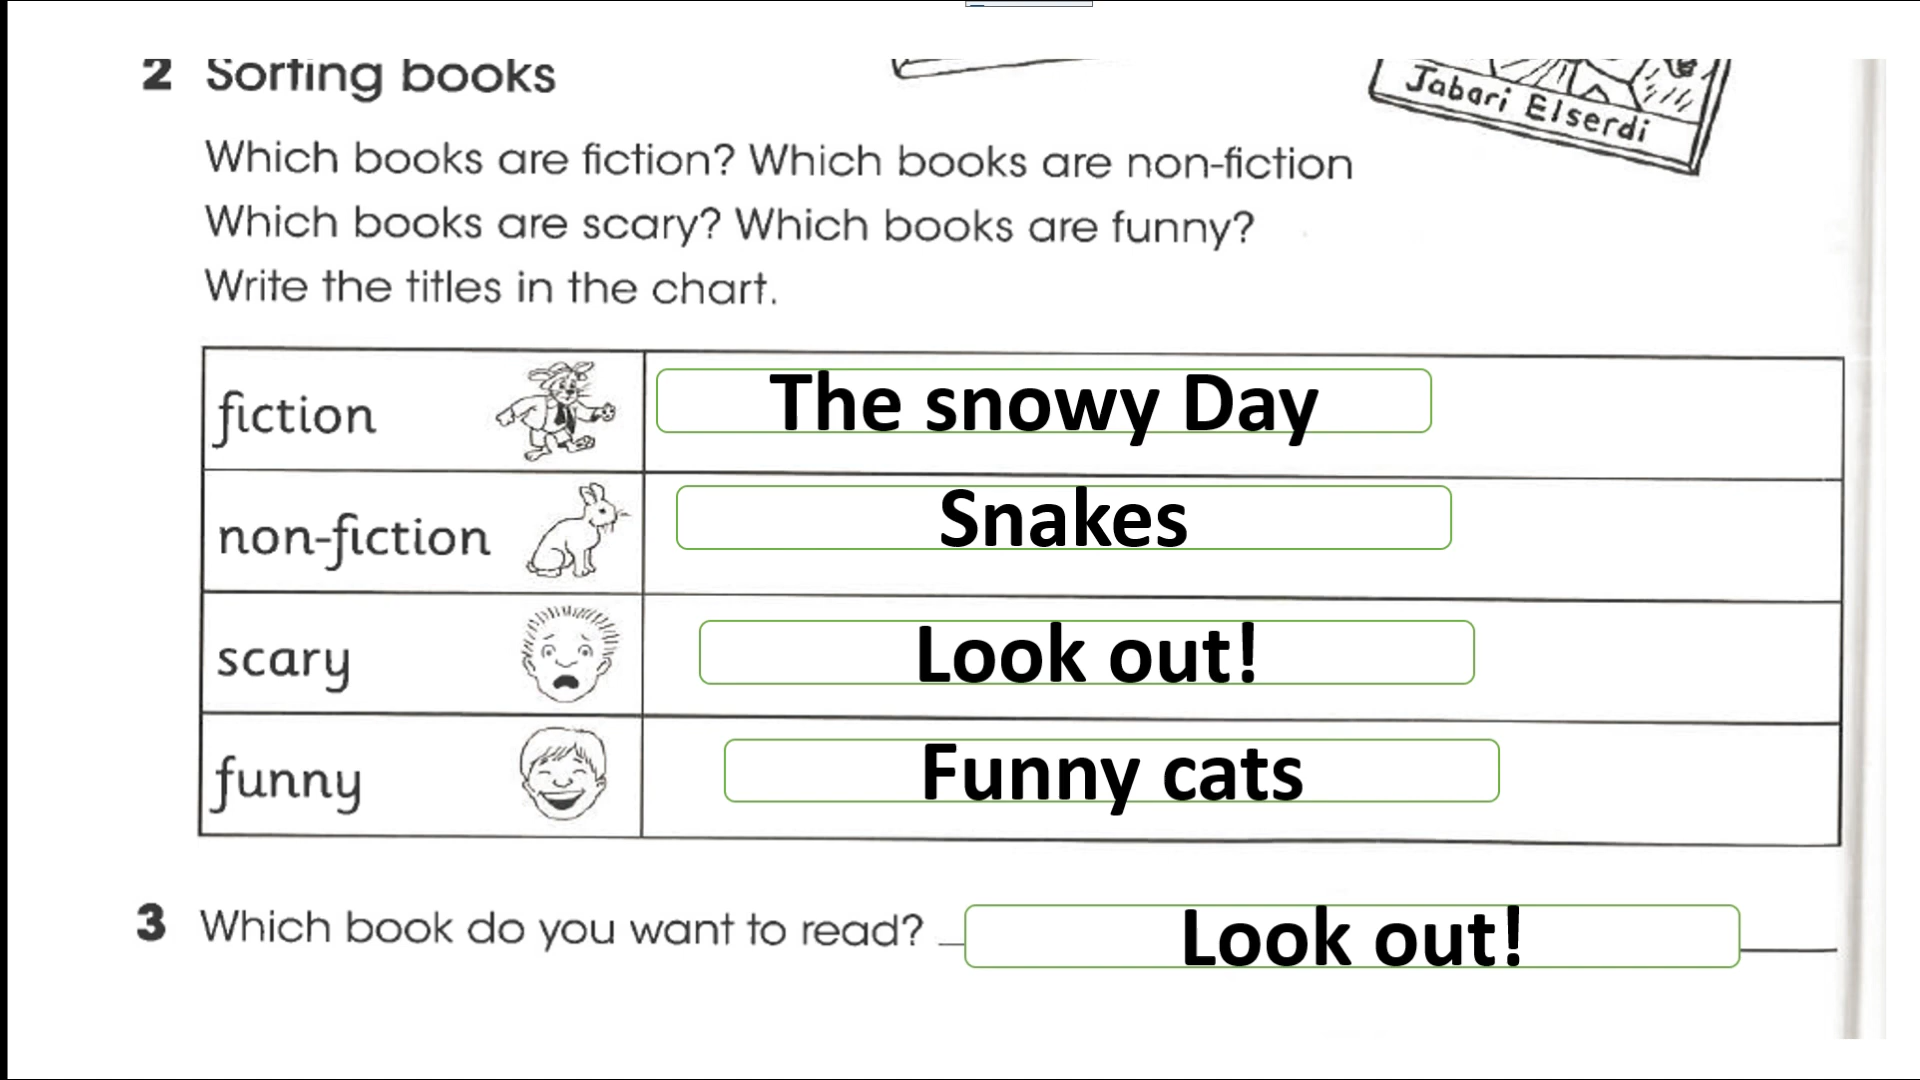 2 Sorting books
Jabari Elserdi
Which books are fiction? Which books are non-fiction
Which books are scary? Which books are funny?
Write the titles in the chart.
fiction The snowy Day
non-fiction Snakes
scary Look out!
funny Funny cats
3 Which book do you want to read? Look out!